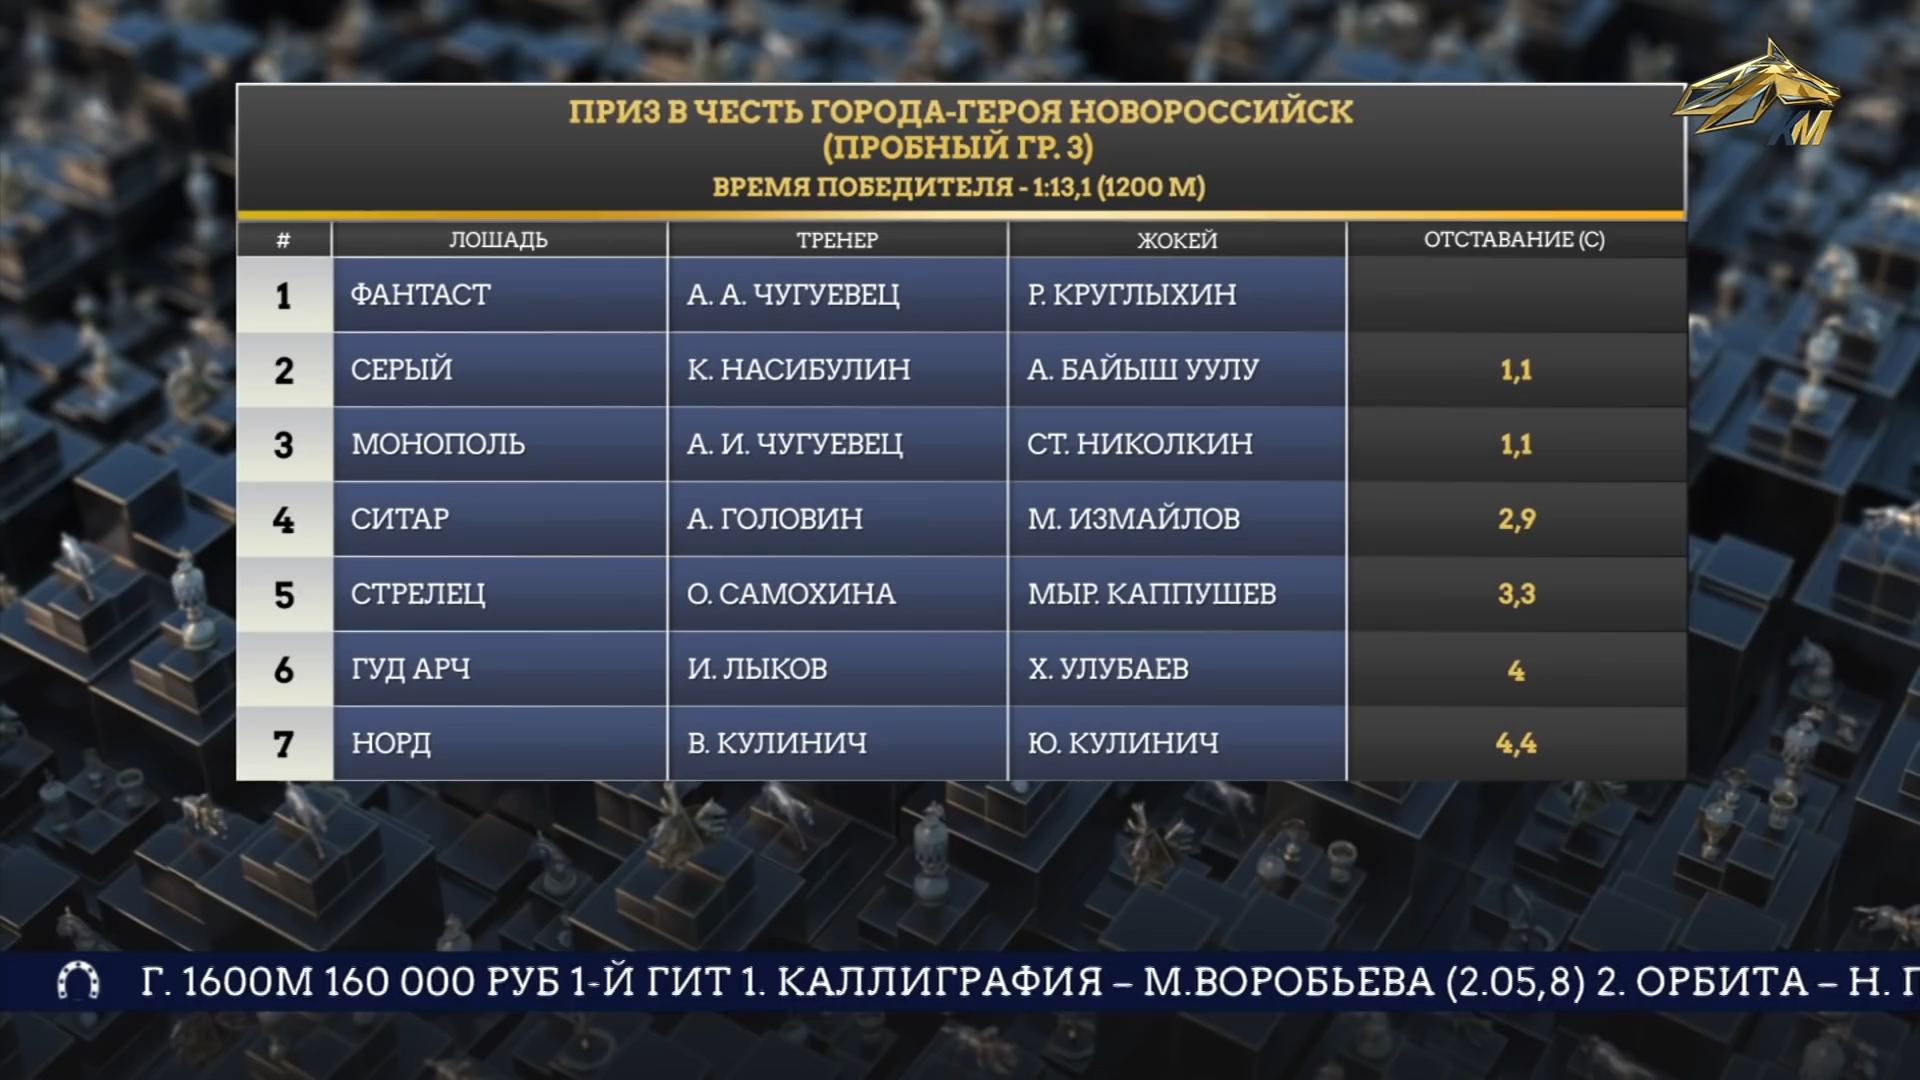 ПРИЗ В ЧЕСТЬ ГОРОДА-ГЕРОЯ НОВОРОССИЙСК
(ПРОБНЫЙ ГР. 3)
ВРЕМЯ ПОБЕДИТЕЛЯ - 1:13,1 (1200 М)
# ЛОШАДЬ ТРЕНЕР ЖОКЕЙ ОТСТАВАНИЕ (С)
1 ФАНТАСТ А. А. ЧУГУЕВЕЦ Р. КРУГЛЫХИН
2 СЕРЫЙ К. НАСИБУЛИН А. БАЙЫШ УУЛУ 1,1
3 МОНОПОЛЬ А. И. ЧУГУЕВЕЦ СТ. НИКОЛКИН 1,1
4 СИТАР А. ГОЛОВИН М. ИЗМАЙЛОВ 2,9
5 СТРЕЛЕЦ О. САМОХИНА МЫР. КАППУШЕВ 3,3
6 ГУД АРЧ И. ЛЫКОВ Х. УЛУБАЕВ 4
7 НОРД В. КУЛИНИЧ Ю. КУЛИНИЧ 4,4
КМ
Г. 1600М 160 000 РУБ 1-Й ГИТ 1. КАЛЛИГРАФИЯ – М.ВОРОБЬЕВА (2.05,8) 2. ОРБИТА – Н.